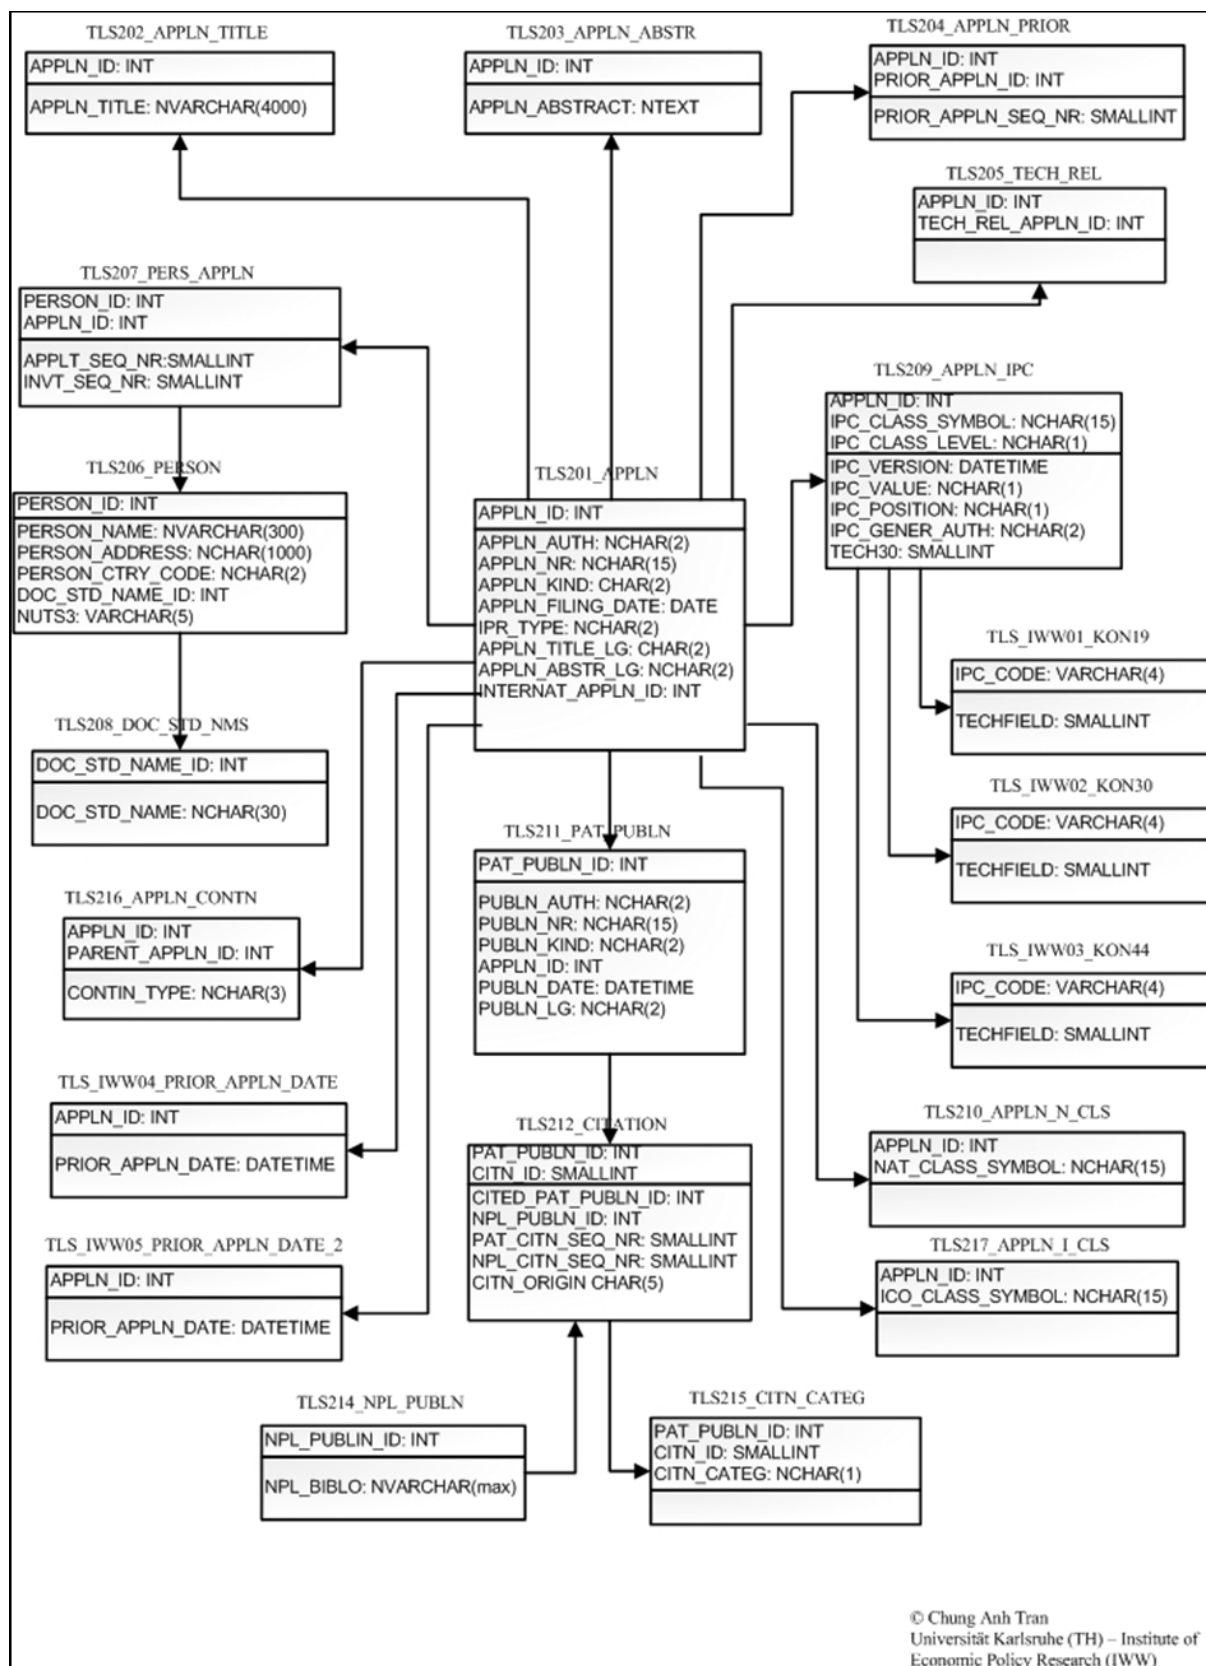 TLS202_APPLN_TITLE
APPLN_ID: INT
APPLN_TITLE: NVARCHAR(4000)
TLS203_APPLN_ABSTR
APPLN_ID: INT
APPLN_ABSTRACT: NTEXT
TLS204_APPLN_PRIOR
APPLN_ID: INT
PRIOR_APPLN_ID: INT
PRIOR_APPLN_SEQ_NR: SMALLINT
TLS205_TECH_REL
APPLN_ID: INT
TECH_REL_APPLN_ID: INT
TLS207_PERS_APPLN
PERSON_ID: INT
APPLN_ID: INT
APPLT_SEQ_NR:SMALLINT
INVT_SEQ_NR: SMALLINT
TLS209_APPLN_IPC
APPLN_ID: INT
IPC_CLASS_SYMBOL: NCHAR(15)
IPC_CLASS_LEVEL: NCHAR(1)
IPC_VERSION: DATETIME
IPC_VALUE: NCHAR(1)
IPC_POSITION: NCHAR(1)
IPC_GENER_AUTH: NCHAR(2)
TECH30: SMALLINT
TLS206_PERSON
PERSON_ID: INT
PERSON_NAME: NVARCHAR(300)
PERSON_ADDRESS: NCHAR(1000)
PERSON_CTRY_CODE: NCHAR(2)
DOC_STD_NAME_ID: INT
NUTS3: VARCHAR(5)
TLS201_APPLN
APPLN_ID: INT
APPLN_AUTH: NCHAR(2)
APPLN_NR: NCHAR(15)
APPLN_KIND: CHAR(2)
APPLN_FILING_DATE: DATE
IPR_TYPE: NCHAR(2)
APPLN_TITLE_LG: CHAR(2)
APPLN_ABSTR_LG: NCHAR(2)
INTERNAT_APPLN_ID: INT
TLS_IWW01_KON19
IPC_CODE: VARCHAR(4)
TECHFIELD: SMALLINT
TLS208_DOC_STD_NMS
DOC_STD_NAME_ID: INT
DOC_STD_NAME: NCHAR(30)
TLS_IWW02_KON30
IPC_CODE: VARCHAR(4)
TECHFIELD: SMALLINT
TLS211_PAT_PUBLN
PAT_PUBLN_ID: INT
PUBLN_AUTH: NCHAR(2)
PUBLN_NR: NCHAR(15)
PUBLN_KIND: NCHAR(2)
APPLN_ID: INT
PUBLN_DATE: DATETIME
PUBLN_LG: NCHAR(2)
TLS216_APPLN_CONTN
APPLN_ID: INT
PARENT_APPLN_ID: INT
CONTIN_TYPE: NCHAR(3)
TLS_IWW03_KON44
IPC_CODE: VARCHAR(4)
TECHFIELD: SMALLINT
TLS_IWW04_PRIOR_APPLN_DATE
APPLN_ID: INT
PRIOR_APPLN_DATE: DATETIME
TLS212_CITATION
PAT_PUBLN_ID: INT
CITN_ID: SMALLINT
CITED_PAT_PUBLN_ID: INT
NPL_PUBLN_ID: INT
PAT_CITN_SEQ_NR: SMALLINT
NPL_CITN_SEQ_NR: SMALLINT
CITN_ORIGIN CHAR(5)
TLS210_APPLN_N_CLS
APPLN_ID: INT
NAT_CLASS_SYMBOL: NCHAR(15)
TLS_IWW05_PRIOR_APPLN_DATE_2
APPLN_ID: INT
PRIOR_APPLN_DATE: DATETIME
TLS217_APPLN_I_CLS
APPLN_ID: INT
ICO_CLASS_SYMBOL: NCHAR(15)
TLS214_NPL_PUBLN
NPL_PUBLIN_ID: INT
NPL_BIBLO: NVARCHAR(max)
TLS215_CITN_CATEG
PAT_PUBLN_ID: INT
CITN_ID: SMALLINT
CITN_CATEG: NCHAR(1)
© Chung Anh Tran
Universität Karlsruhe (TH) – Institute of
Economic Policy Research (IWW)